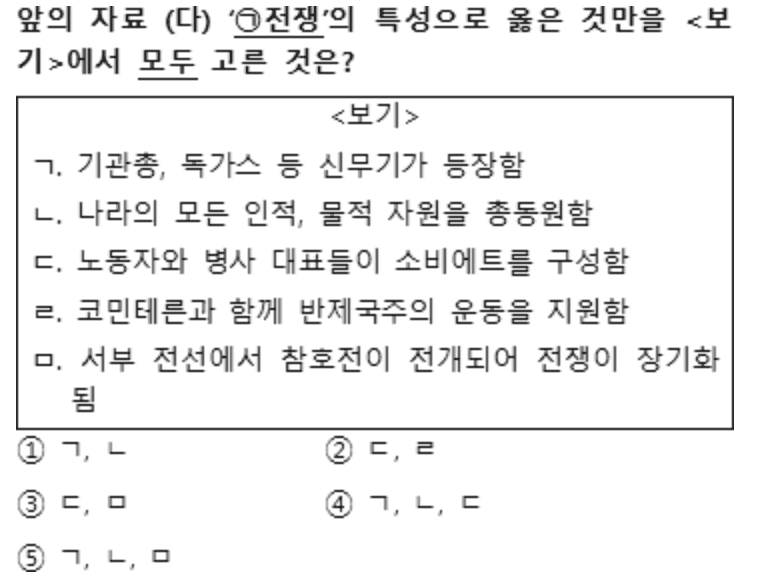 앞의 자료 (다) '㉠전쟁'의 특성으로 옳은 것만을 <보
기>에서 모두 고른 것은?
<보기>
ㄱ. 기관총, 독가스 등 신무기가 등장함
ㄴ. 나라의 모든 인적, 물적 자원을 총동원함
ㄷ. 노동자와 병사 대표들이 소비에트를 구성함
ㄹ. 코민테른과 함께 반제국주의 운동을 지원함
ㅁ. 서부 전선에서 참호전이 전개되어 전쟁이 장기화
됨
① ㄱ, ㄴ ② ㄷ, ㄹ
③ ㄷ, ㅁ ④ ㄱ, ㄴ, ㄷ
⑤ ㄱ, ㄴ, ㅁ